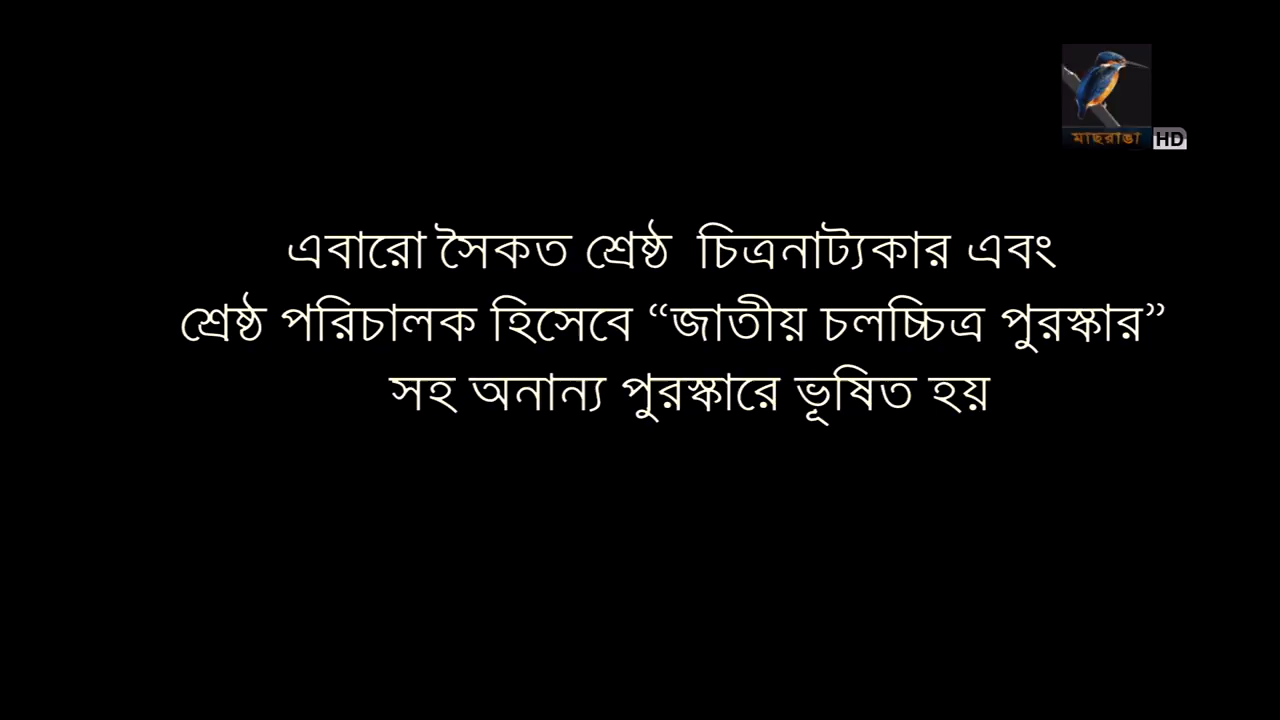 মাছরাঙা HD
এবারো সৈকত শ্রেষ্ঠ চিত্রনাট্যকার এবং
শ্রেষ্ঠ পরিচালক হিসেবে “জাতীয় চলচ্চিত্র পুরস্কার”
সহ অনান্য পুরস্কারে ভূষিত হয়